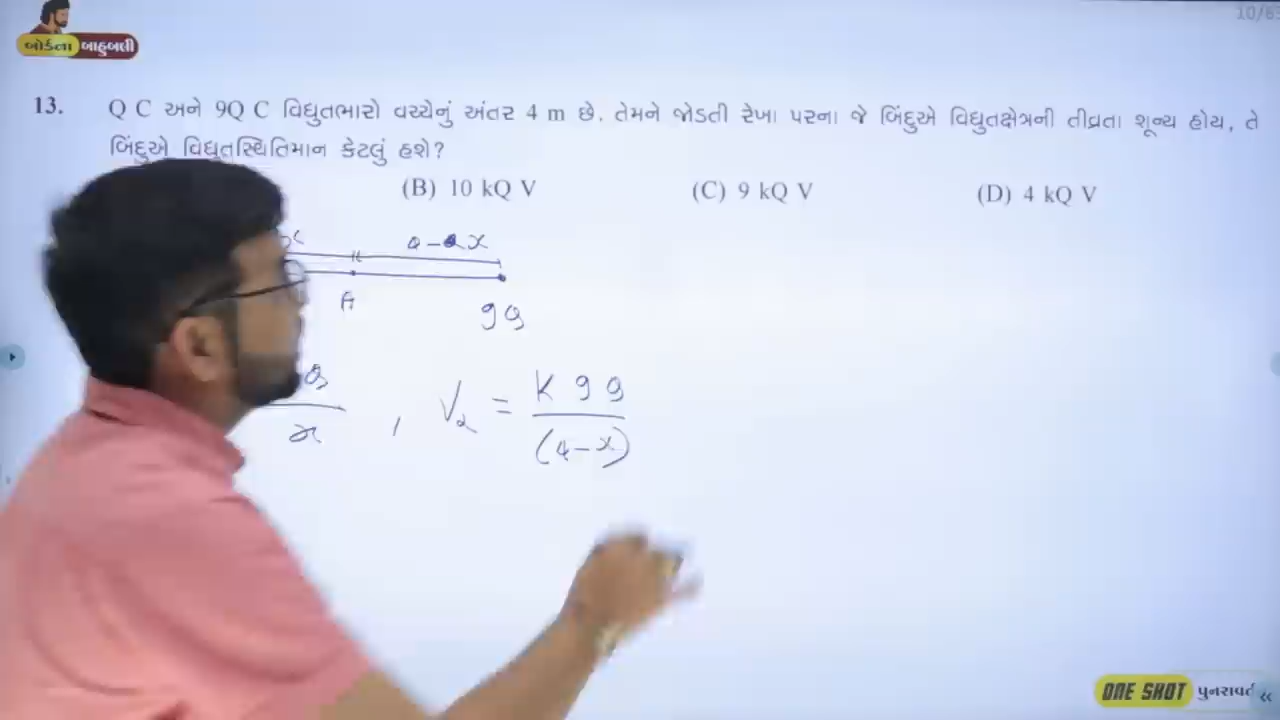 10/6
બોર્ડના બાહુબલી
13. Q C અને 9Q C વિદ્યુતભારો વચ્ચેનું અંતર 4 m છે. તેમને જોડતી રેખા પરના જે બિંદુએ વિદ્યુતક્ષેત્રની તીવ્રતા શૂન્ય હોય, તે
બિંદુએ વિદ્યુતસ્થિતિમાન કેટલું હશે?
(B) 10 kQ V (C) 9 kQ V (D) 4 kQ V
x
A 9Q
Q / x , V₂ = K 9Q / (4-x)
ONE SHOT પુનરાવર્ત